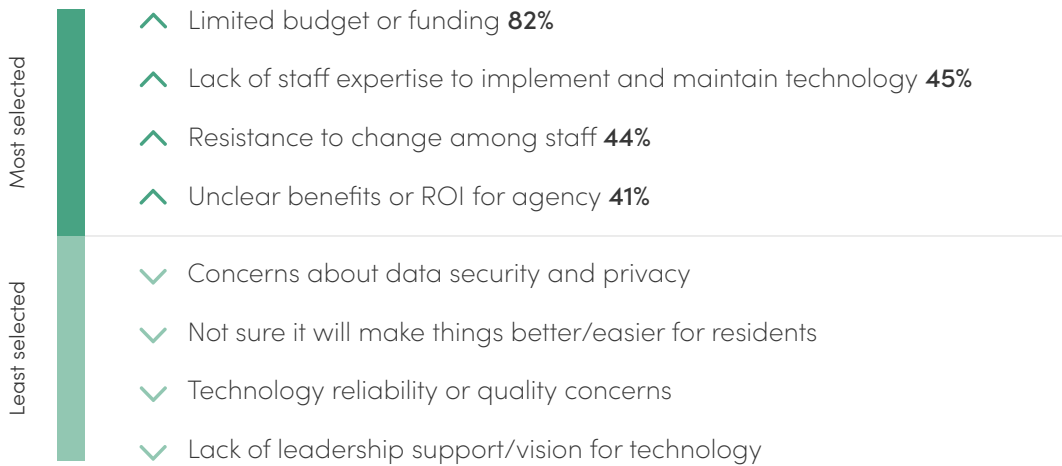 Most selected
Limited budget or funding 82%
Lack of staff expertise to implement and maintain technology 45%
Resistance to change among staff 44%
Unclear benefits or ROI for agency 41%
Least selected
Concerns about data security and privacy
Not sure it will make things better/easier for residents
Technology reliability or quality concerns
Lack of leadership support/vision for technology